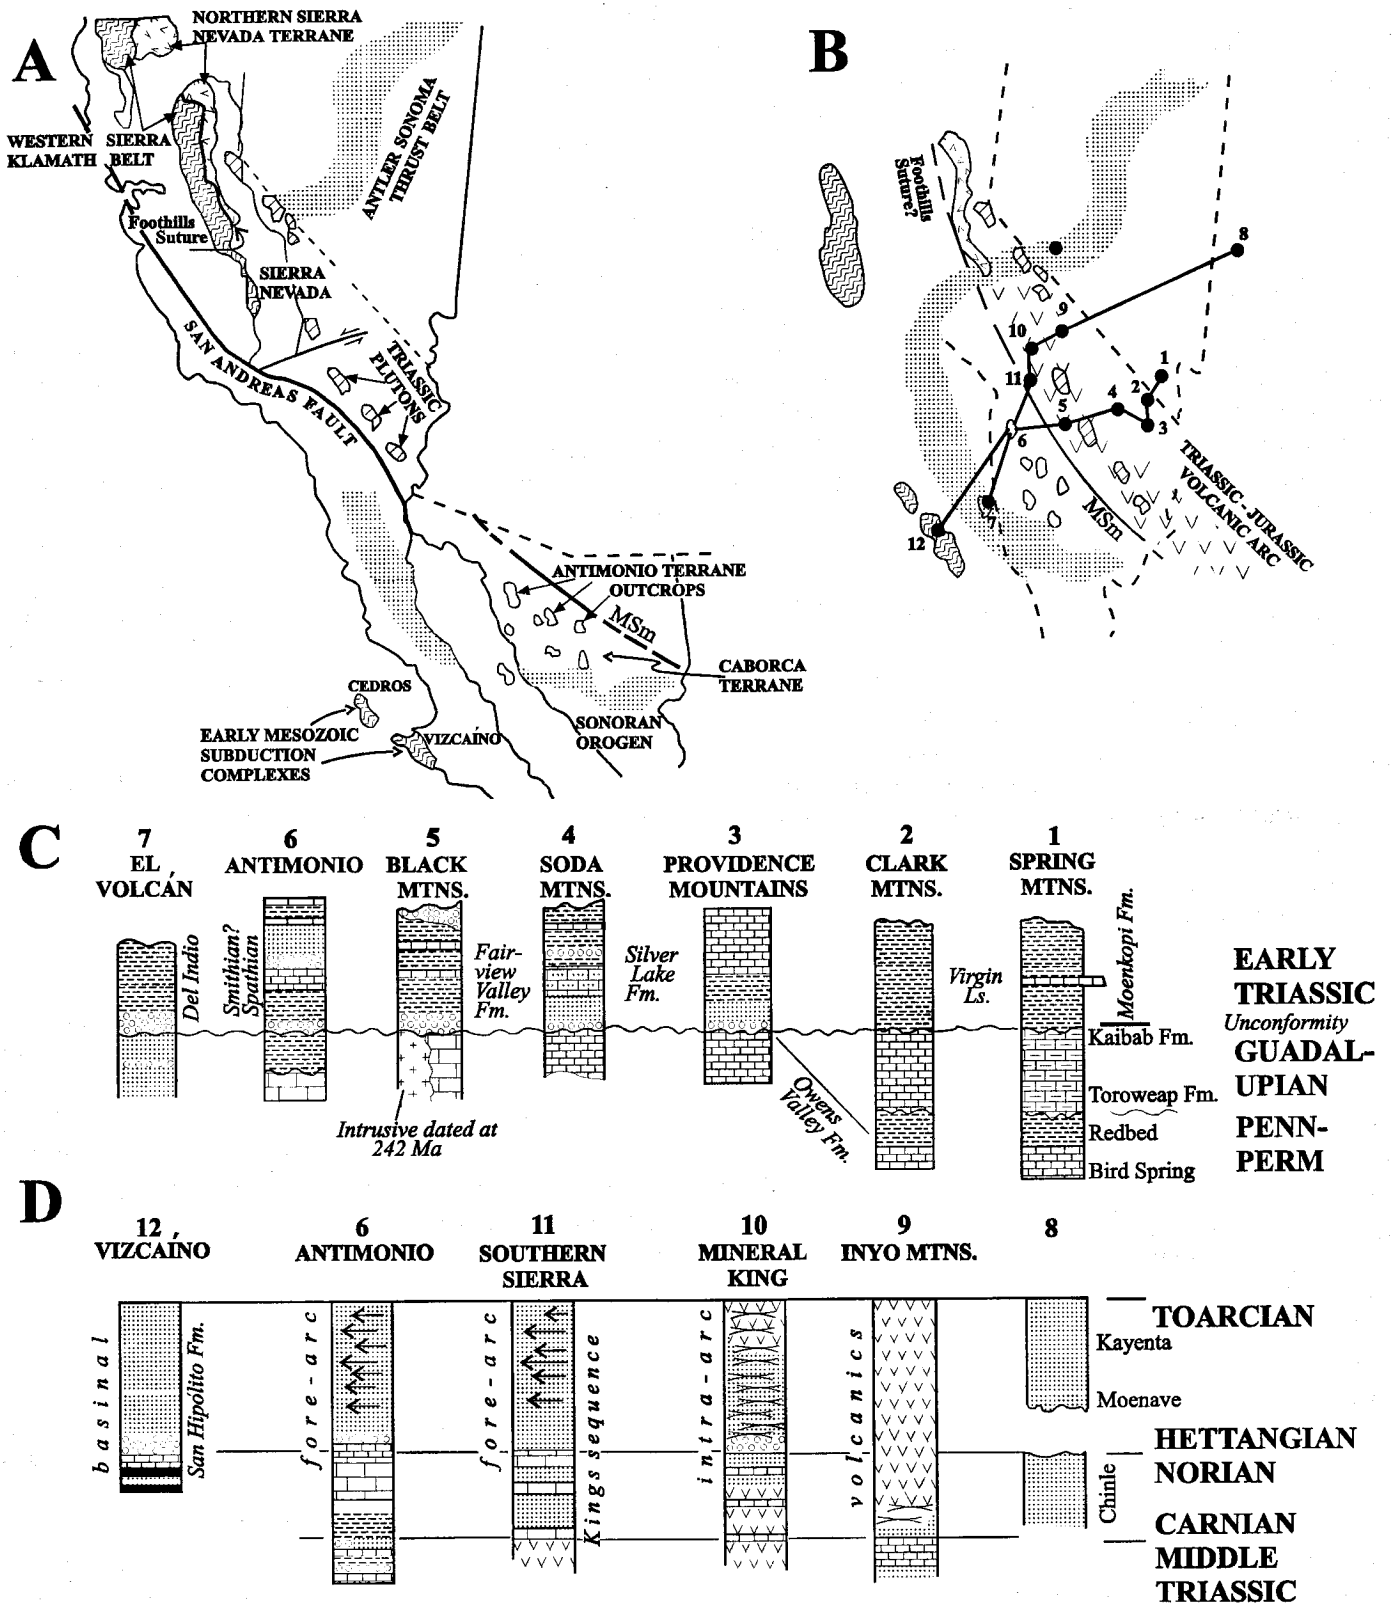 A
NORTHERN SIERRA
NEVADA TERRANE
WESTERN SIERRA
KLAMATH BELT
ANTLER SONOMA
THRUST BELT
Foothills
Suture
SIERRA
NEVADA
SAN ANDREAS FAULT
TRIASSIC
PLUTONS
ANTIMONIO TERRANE
OUTCROPS
MSm
CABORCA
TERRANE
CEDROS
EARLY MESOZOIC
SUBDUCTION
COMPLEXES
VIZCAÍNO
SONORAN
OROGEN
B
Foothills
Suture?
8
9
10
11
1
2
4
5
3
6
7
12
MSm
TRIASSIC - JURASSIC
VOLCANIC ARC
C
7
EL
VOLCÁN
6
ANTIMONIO
5
BLACK
MTNS.
4
SODA
MTNS.
3
PROVIDENCE
MOUNTAINS
2
CLARK
MTNS.
1
SPRING
MTNS.
Del Indio
Smithian?
Spathian
Fair-
view
Valley
Fm.
Silver
Lake
Fm.
Virgin
Ls.
Moenkopi Fm.
EARLY
TRIASSIC
Unconformity
Kaibab Fm.
GUADAL-
UPIAN
Toroweap Fm.
Redbed
PENN-
PERM
Bird Spring
Owens
Valley Fm.
Intrusive dated at
242 Ma
D
12
VIZCAÍNO
6
ANTIMONIO
11
SOUTHERN
SIERRA
10
MINERAL
KING
9
INYO MTNS.
8
basinal
San Hipólito Fm.
fore-arc
fore-arc
Kings sequence
intra-arc
volcanics
TOARCIAN
Kayenta
Moenave
HETTANGIAN
NORIAN
Chinle
CARNIAN
MIDDLE
TRIASSIC